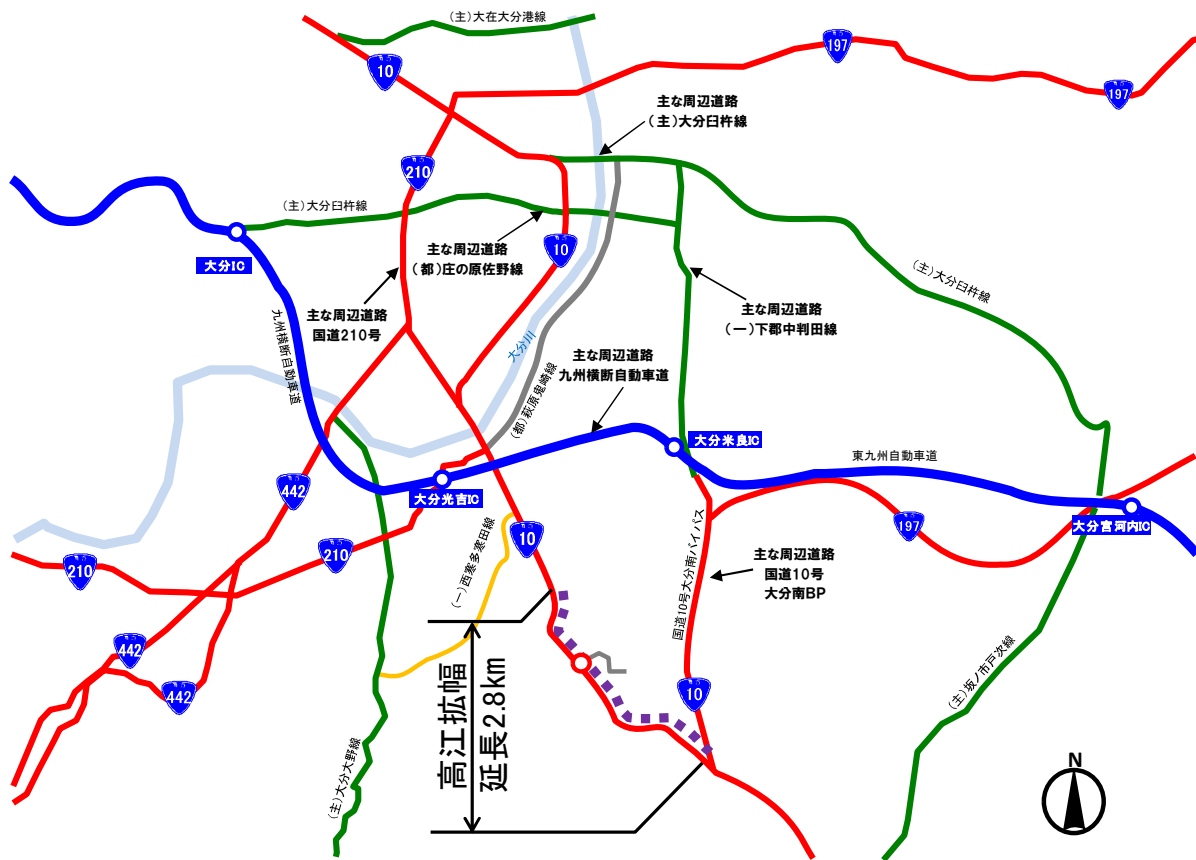 (主)大在大分港線
10
197
197
主な周辺道路
(主)大分臼杵線
210
(主)大分臼杵線
主な周辺道路
(都)庄の原佐野線
10
大分IC
(主)大分臼杵線
主な周辺道路
国道210号
主な周辺道路
(一)下郡中判田線
九州横断自動車道
大分川
主な周辺道路
九州横断自動車道
(都)萩原鬼崎線
大分米良IC
東九州自動車道
442
大分光吉IC
大分宮河内IC
10
197
国道10号大分南バイパス
210
210
(一)西寒多寒田線
主な周辺道路
国道10号
大分南BP
442
442
高江拡幅
延長2.8km
10
(主)坂ノ市戸次線
(主)大分大野線
N